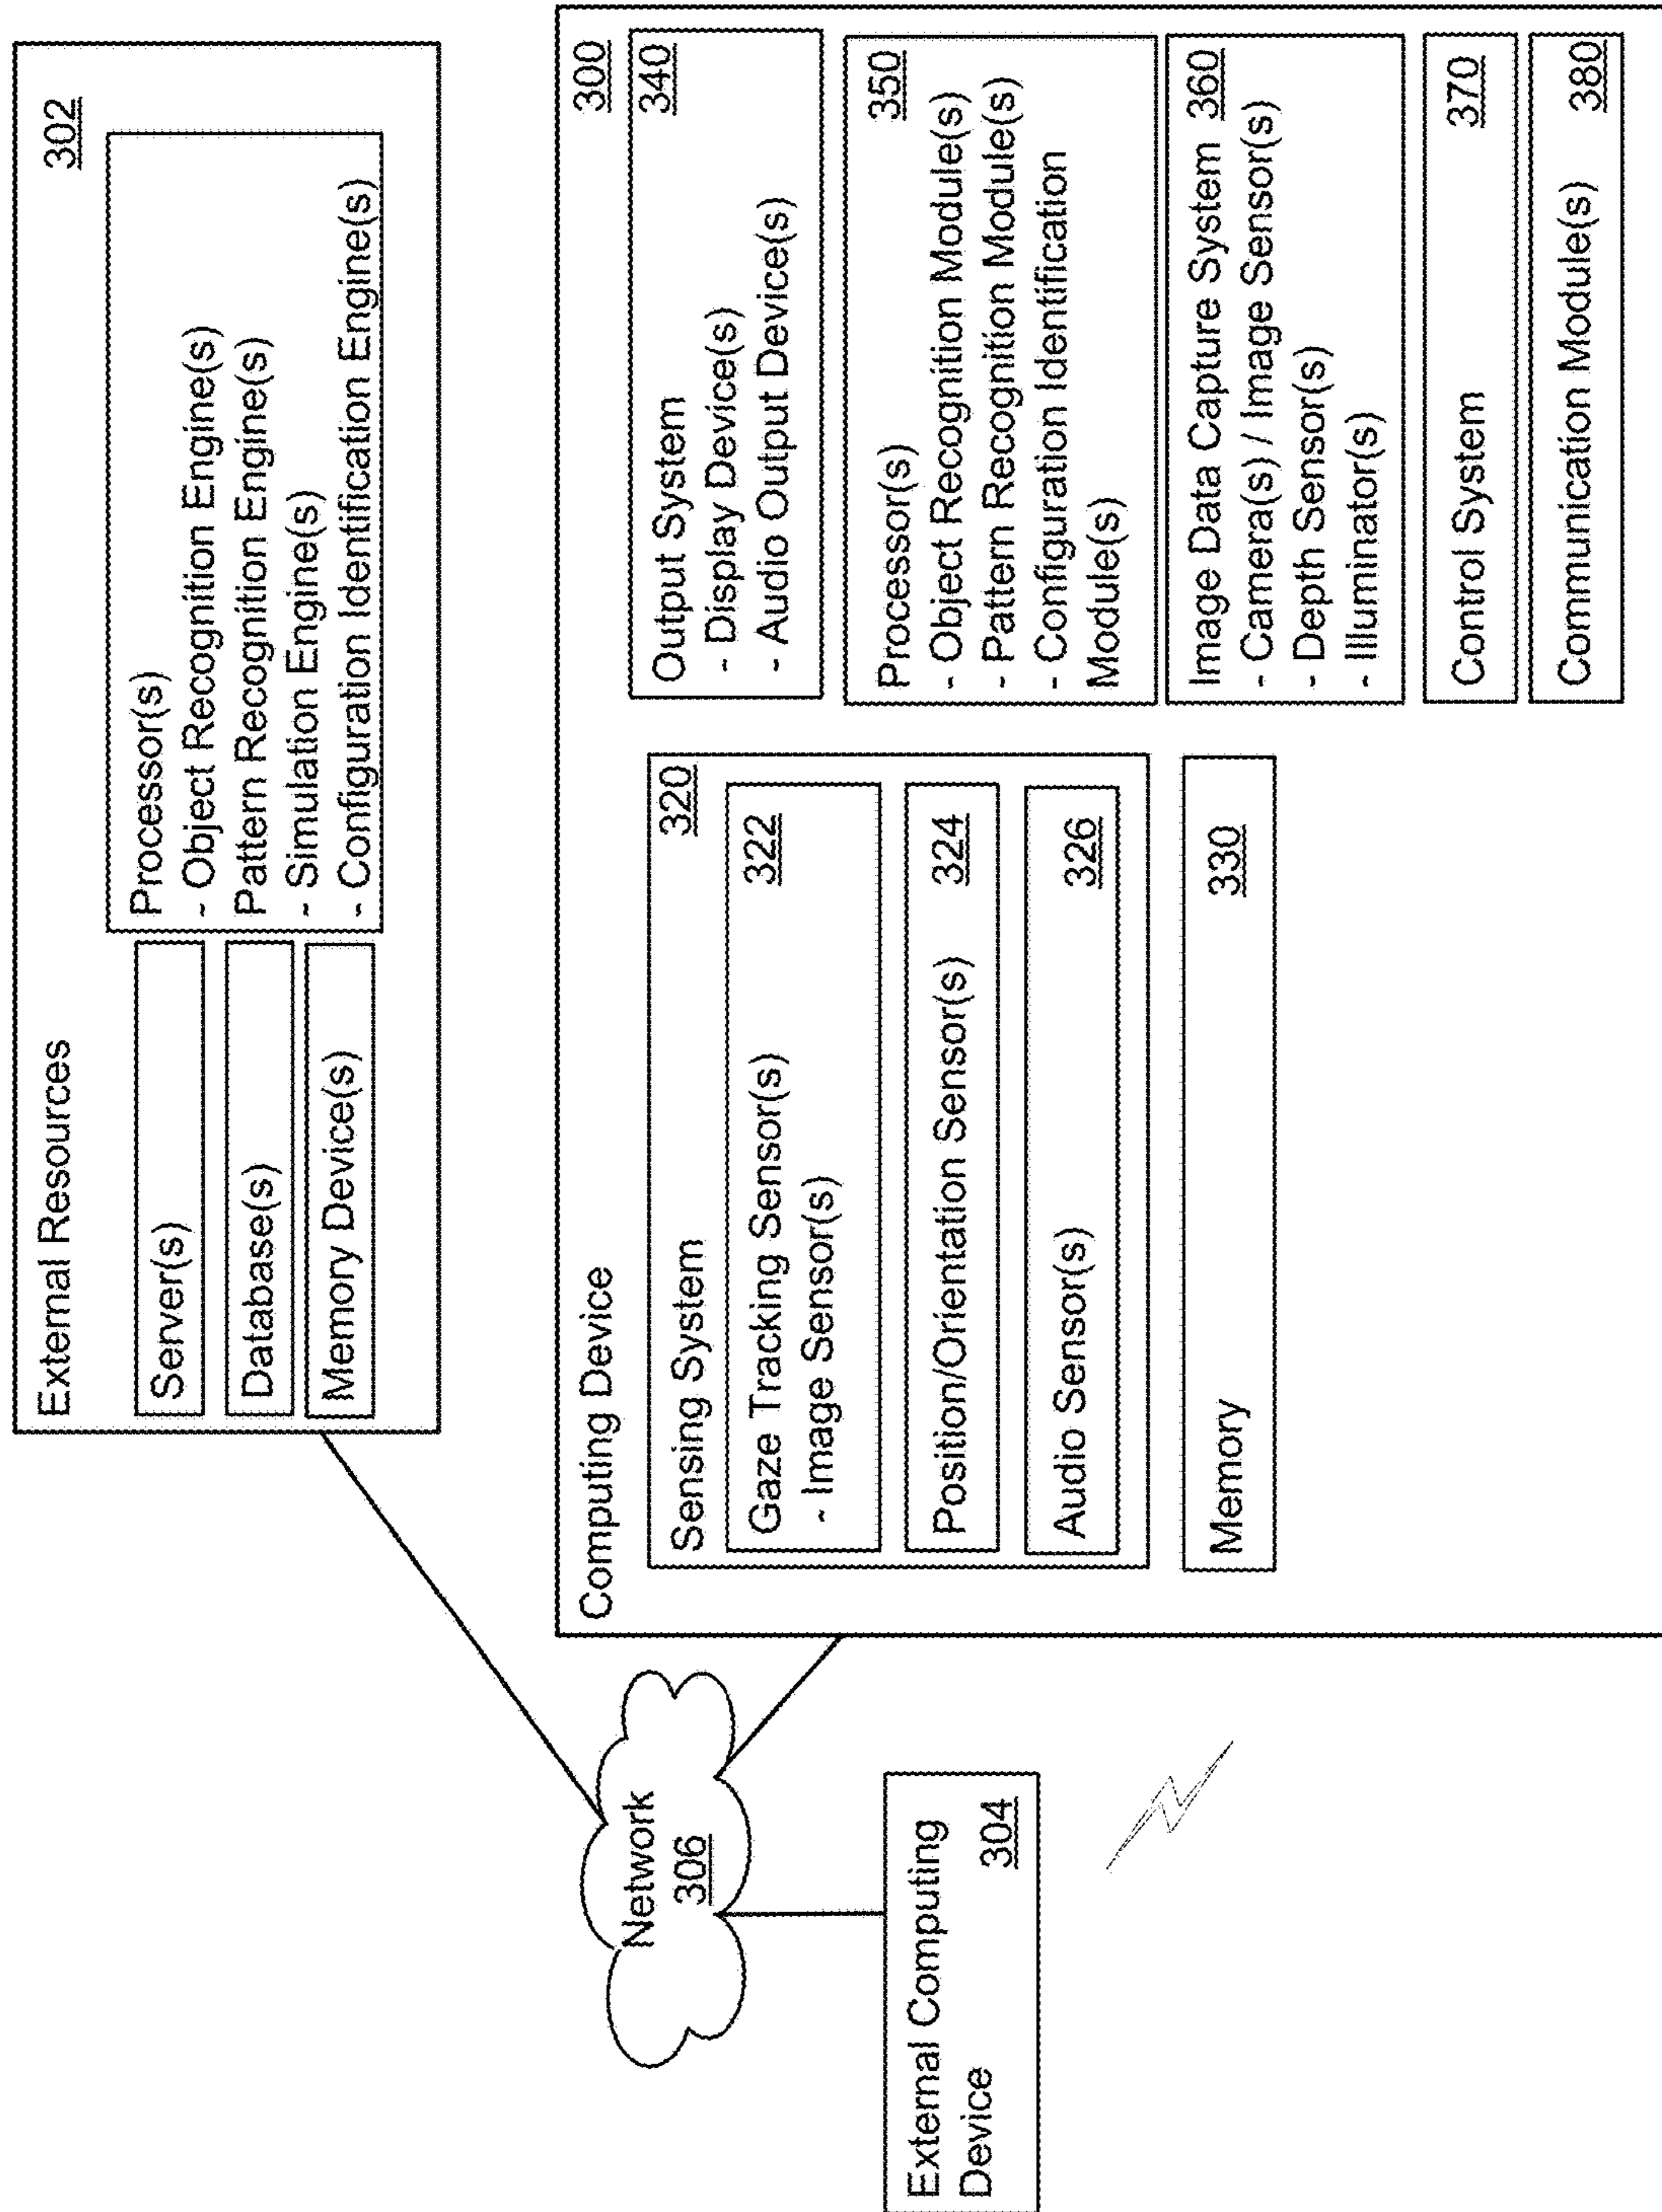 External Resources 302
Server(s)
Database(s)
Memory Device(s)
Processor(s)
- Object Recognition Engine(s)
Pattern Recognition Engine(s)
- Simulation Engine(s)
- Configuration Identification Engine(s)
Network
306
External Computing
Device 304
Computing Device 300
Sensing System 320
Gaze Tracking Sensor(s) 322
- Image Sensor(s)
Position/Orientation Sensor(s) 324
Audio Sensor(s) 326
Memory 330
Output System 340
- Display Device(s)
- Audio Output Device(s)
Processor(s) 350
- Object Recognition Module(s)
- Pattern Recognition Module(s)
- Configuration Identification
Module(s)
Image Data Capture System 360
- Camera(s) / Image Sensor(s)
- Depth Sensor(s)
- Illuminator(s)
Control System 370
Communication Module(s) 380